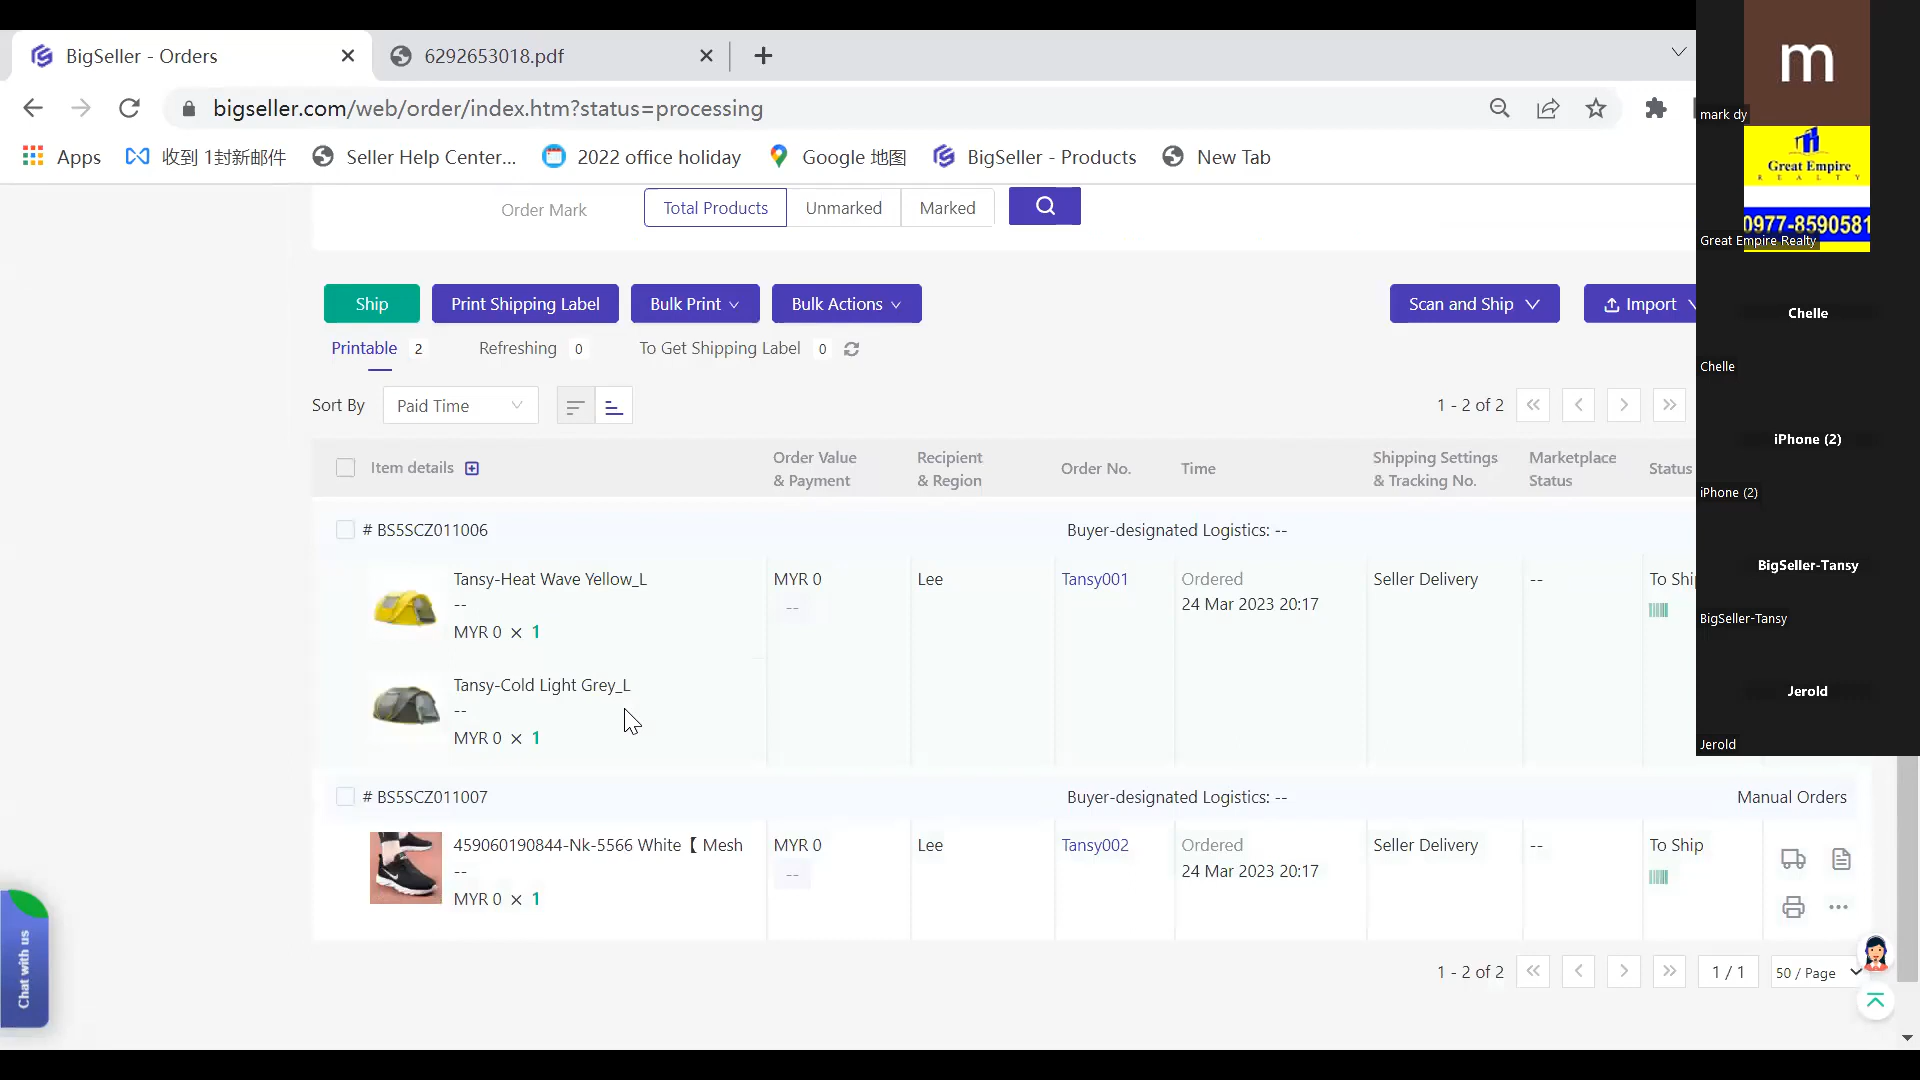 BigSeller - Orders
6292653018.pdf
bigseller.com/web/order/index.htm?status=processing
Apps 收到 1封新邮件 Seller Help Center... 2022 office holiday Google 地图 BigSeller - Products New Tab
Order Mark Total Products Unmarked Marked
Ship Print Shipping Label Bulk Print Bulk Actions Scan and Ship Import
Printable 2 Refreshing 0 To Get Shipping Label 0
Sort By Paid Time 1 - 2 of 2
Item details Order Value & Payment Recipient & Region Order No. Time Shipping Settings & Tracking No. Marketplace Status Status
# BS5SCZ011006 Buyer-designated Logistics: --
Tansy-Heat Wave Yellow_L MYR 0 Lee Tansy001 Ordered Seller Delivery -- To Ship
-- -- 24 Mar 2023 20:17
MYR 0 × 1
Tansy-Cold Light Grey_L
--
MYR 0 × 1
# BS5SCZ011007 Buyer-designated Logistics: -- Manual Orders
459060190844-Nk-5566 White【 Mesh MYR 0 Lee Tansy002 Ordered Seller Delivery -- To Ship
-- -- 24 Mar 2023 20:17
MYR 0 × 1
1 - 2 of 2 1 / 1 50 / Page
Chat with us
m
mark dy
Great Empire
REALTY
0977-8590581
Great Empire Realty
Chelle
Chelle
iPhone (2)
iPhone (2)
BigSeller-Tansy
BigSeller-Tansy
Jerold
Jerold